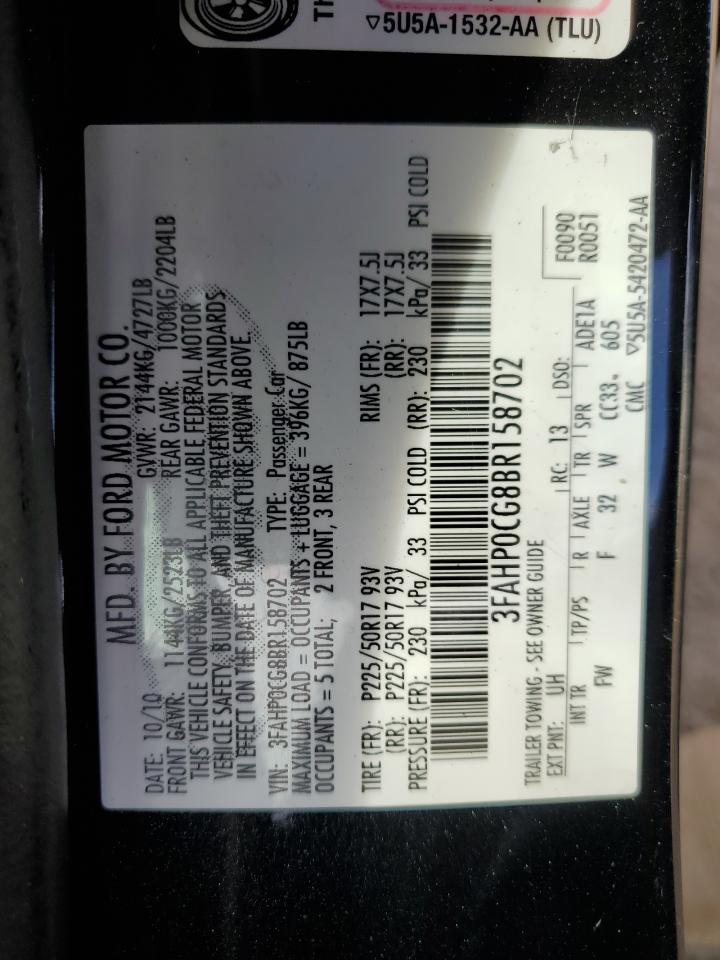 TH
▽5U5A-1532-AA (TLU)
MFD. BY FORD MOTOR CO.
DATE: 10/10 GVWR: 2144KG/4727LB
FRONT GAWR: 1144KG/2523LB REAR GAWR: 1000KG/2204LB
THIS VEHICLE CONFORMS TO ALL APPLICABLE FEDERAL MOTOR
VEHICLE SAFETY, BUMPER, AND THEFT PREVENTION STANDARDS
IN EFFECT ON THE DATE OF MANUFACTURE SHOWN ABOVE.
VIN: 3FAHP0CG8BR158702 TYPE: Passenger Car
MAXIMUM LOAD = OCCUPANTS + LUGGAGE = 396KG/ 875LB
OCCUPANTS = 5 TOTAL; 2 FRONT, 3 REAR
TIRE (FR): P225/50R17 93V RIMS (FR): 17X7.5J
(RR): P225/50R17 93V (RR): 17X7.5J
PRESSURE (FR): 230 kPa/ 33 PSI COLD (RR): 230 kPa/ 33 PSI COLD
3FAHP0CG8BR158702
TRAILER TOWING - SEE OWNER GUIDE F0090
EXT PNT: UH RC: 13 DSO: R0051
INT TR TP/PS R AXLE TR SPR ADE1A
FW F 32 W CC33. 605
CMC ▽5U5A-5420472-AA